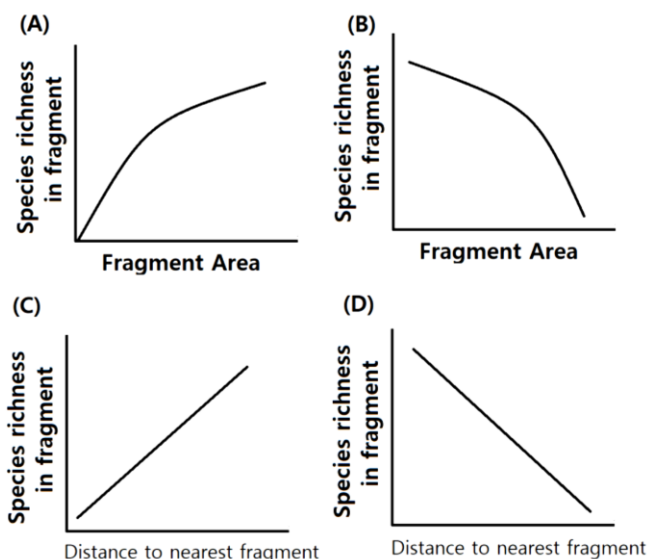 (A)
Species richness
in fragment
Fragment Area
(B)
Species richness
in fragment
Fragment Area
(C)
Species richness
in fragment
Distance to nearest fragment
(D)
Species richness
in fragment
Distance to nearest fragment